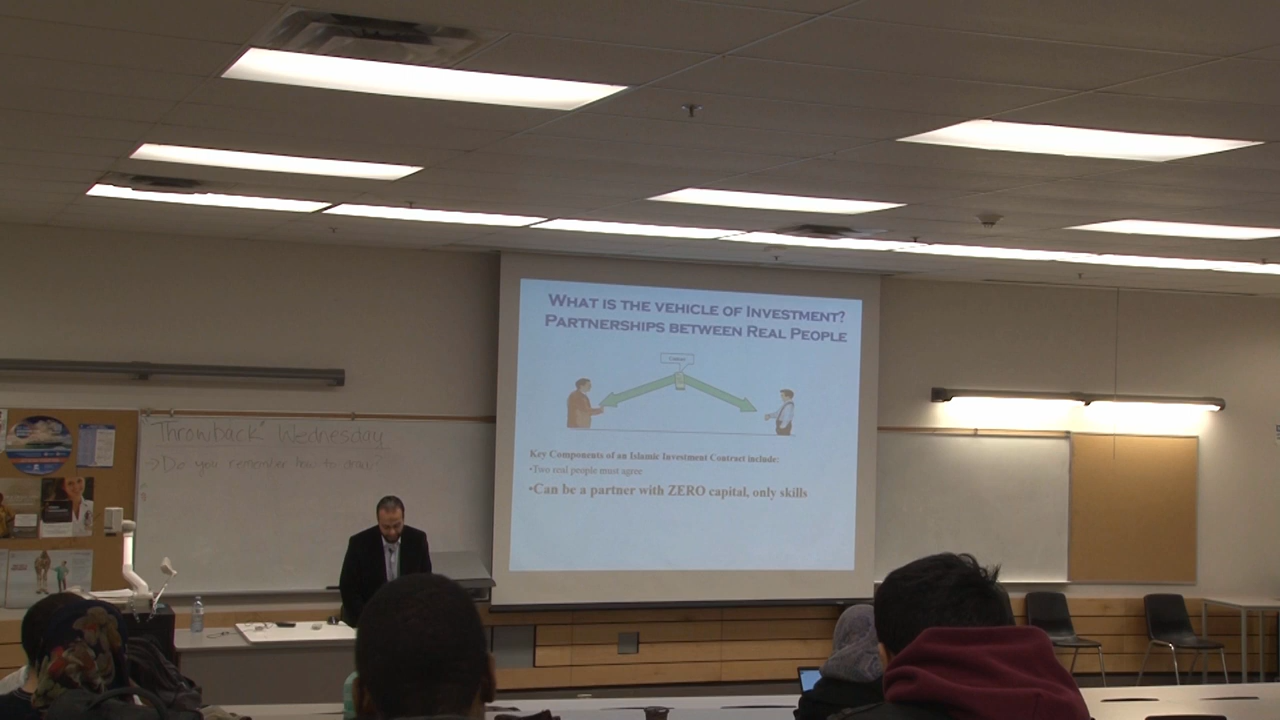 WHAT IS THE VEHICLE OF INVESTMENT?
PARTNERSHIPS BETWEEN REAL PEOPLE
Key Components of an Islamic Investment Contract include:
•Two real people must agree
•Can be a partner with ZERO capital, only skills
"Throwback" Wednesday
→ Do you remember how to draw?